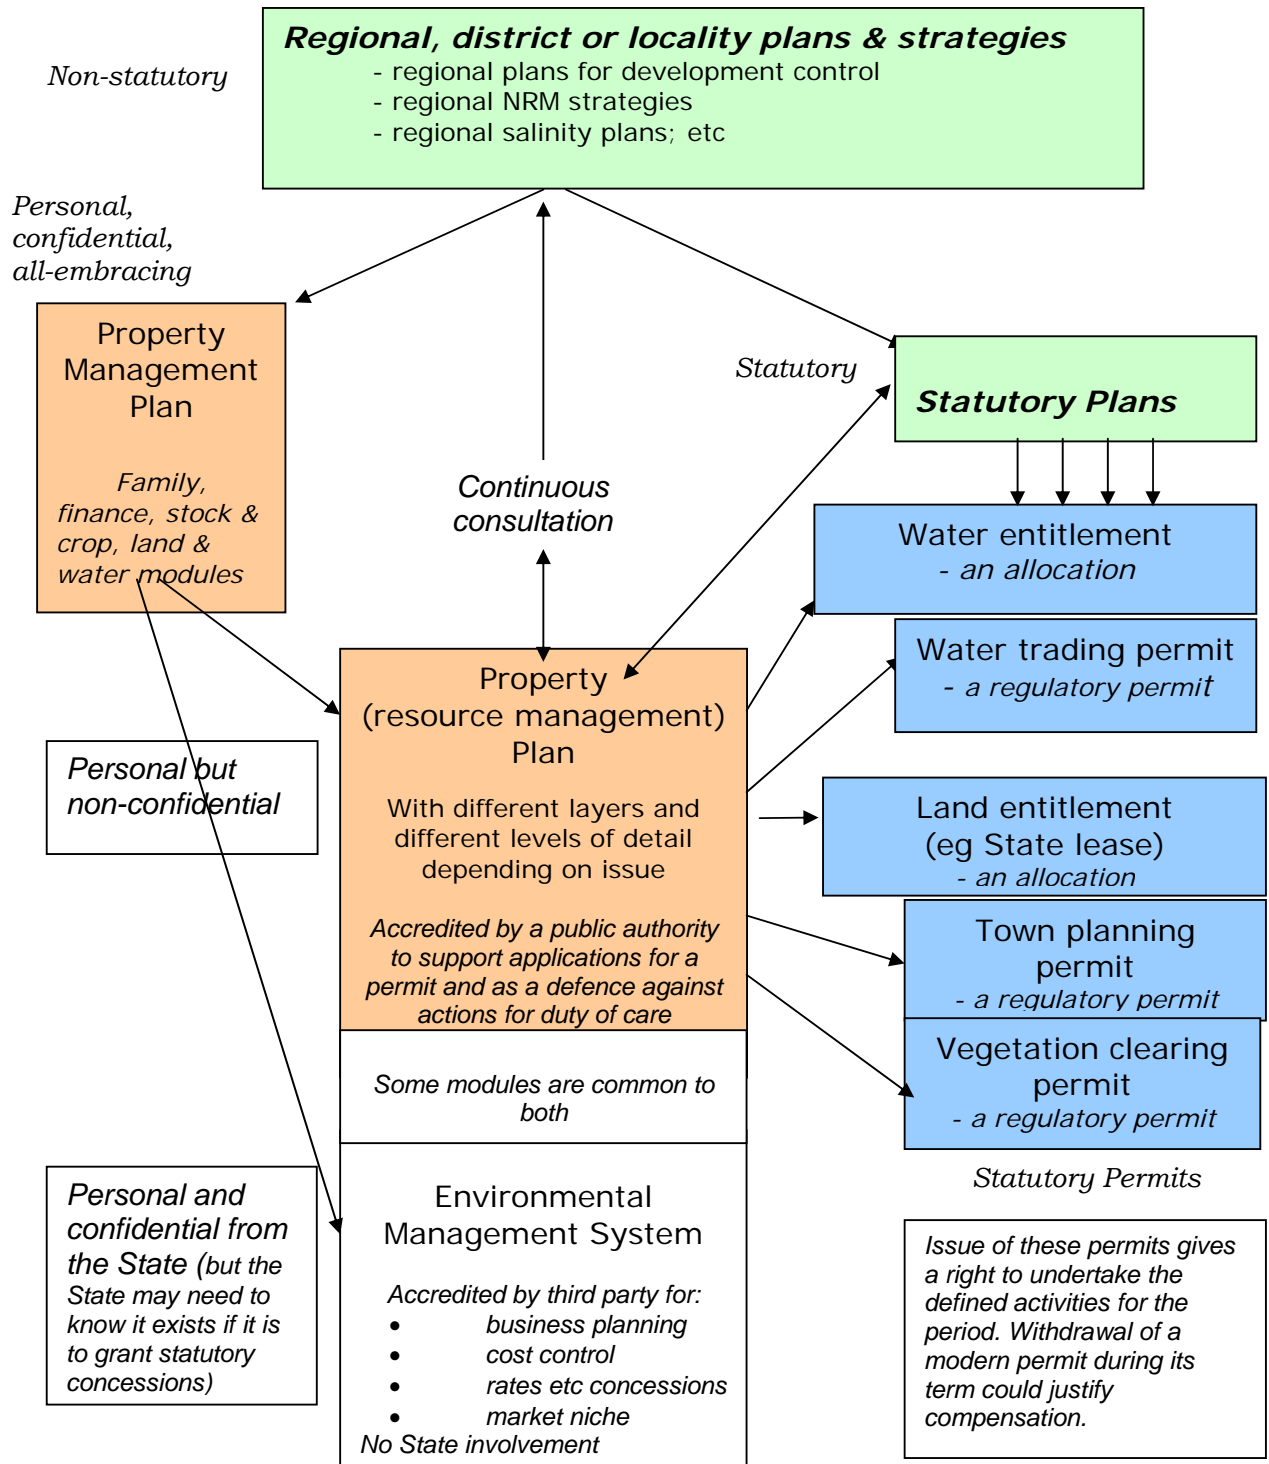 Regional, district or locality plans & strategies
- regional plans for development control
- regional NRM strategies
- regional salinity plans; etc
Non-statutory
Personal,
confidential,
all-embracing
Property
Management
Plan
Family,
finance, stock &
crop, land &
water modules
Statutory
Statutory Plans
Continuous
consultation
Water entitlement
- an allocation
Water trading permit
- a regulatory permit
Property
(resource management)
Plan
With different layers and
different levels of detail
depending on issue
Accredited by a public authority
to support applications for a
permit and as a defence against
actions for duty of care
Personal but
non-confidential
Land entitlement
(eg State lease)
- an allocation
Town planning
permit
- a regulatory permit
Vegetation clearing
permit
- a regulatory permit
Some modules are common to
both
Statutory Permits
Personal and
confidential from
the State (but the
State may need to
know it exists if it is
to grant statutory
concessions)
Environmental
Management System
Accredited by third party for:
• business planning
• cost control
• rates etc concessions
• market niche
No State involvement
Issue of these permits gives
a right to undertake the
defined activities for the
period. Withdrawal of a
modern permit during its
term could justify
compensation.